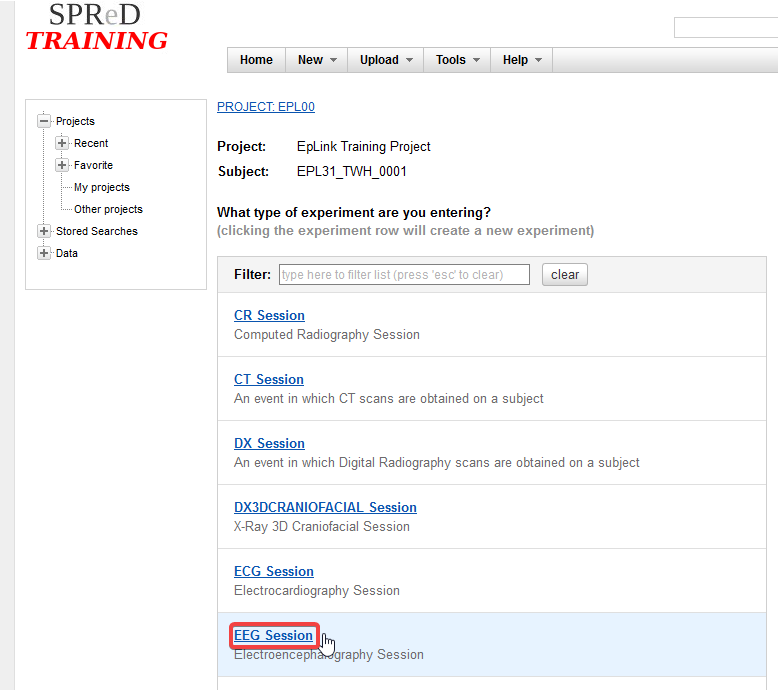 SPReD
TRAINING
Home New Upload Tools Help
Projects
Recent
Favorite
My projects
Other projects
Stored Searches
Data
PROJECT: EPL00
Project: EpLink Training Project
Subject: EPL31_TWH_0001
What type of experiment are you entering?
(clicking the experiment row will create a new experiment)
Filter: type here to filter list (press 'esc' to clear) clear
CR Session
Computed Radiography Session
CT Session
An event in which CT scans are obtained on a subject
DX Session
An event in which Digital Radiography scans are obtained on a subject
DX3DCRANIOFACIAL Session
X-Ray 3D Craniofacial Session
ECG Session
Electrocardiography Session
EEG Session
Electroencephalography Session